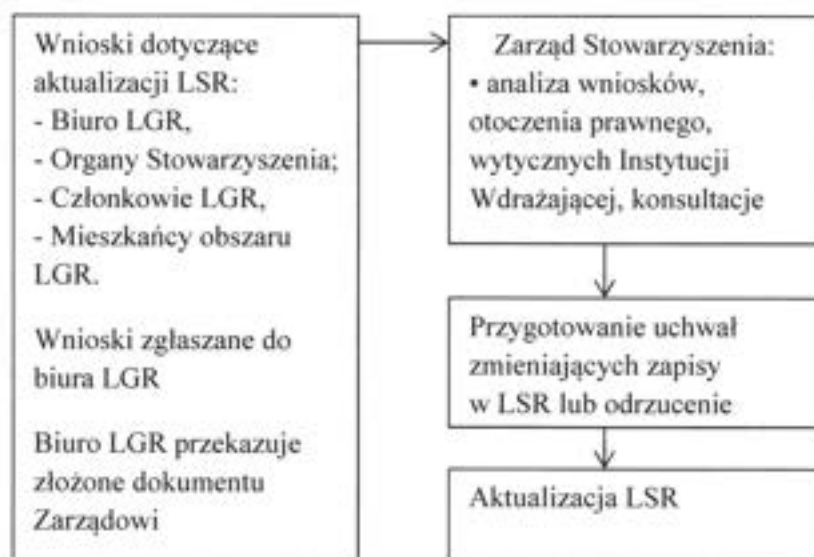 Wnioski dotyczące
aktualizacji LSR:
- Biuro LGR,
- Organy Stowarzyszenia;
- Członkowie LGR,
- Mieszkańcy obszaru
LGR.
Wnioski zgłaszane do
biura LGR
Biuro LGR przekazuje
złożone dokumentu
Zarządowi
Zarząd Stowarzyszenia:
• analiza wniosków,
otoczenia prawnego,
wytycznych Instytucji
Wdrażającej, konsultacje
Przygotowanie uchwał
zmieniających zapisy
w LSR lub odrzucenie
Aktualizacja LSR